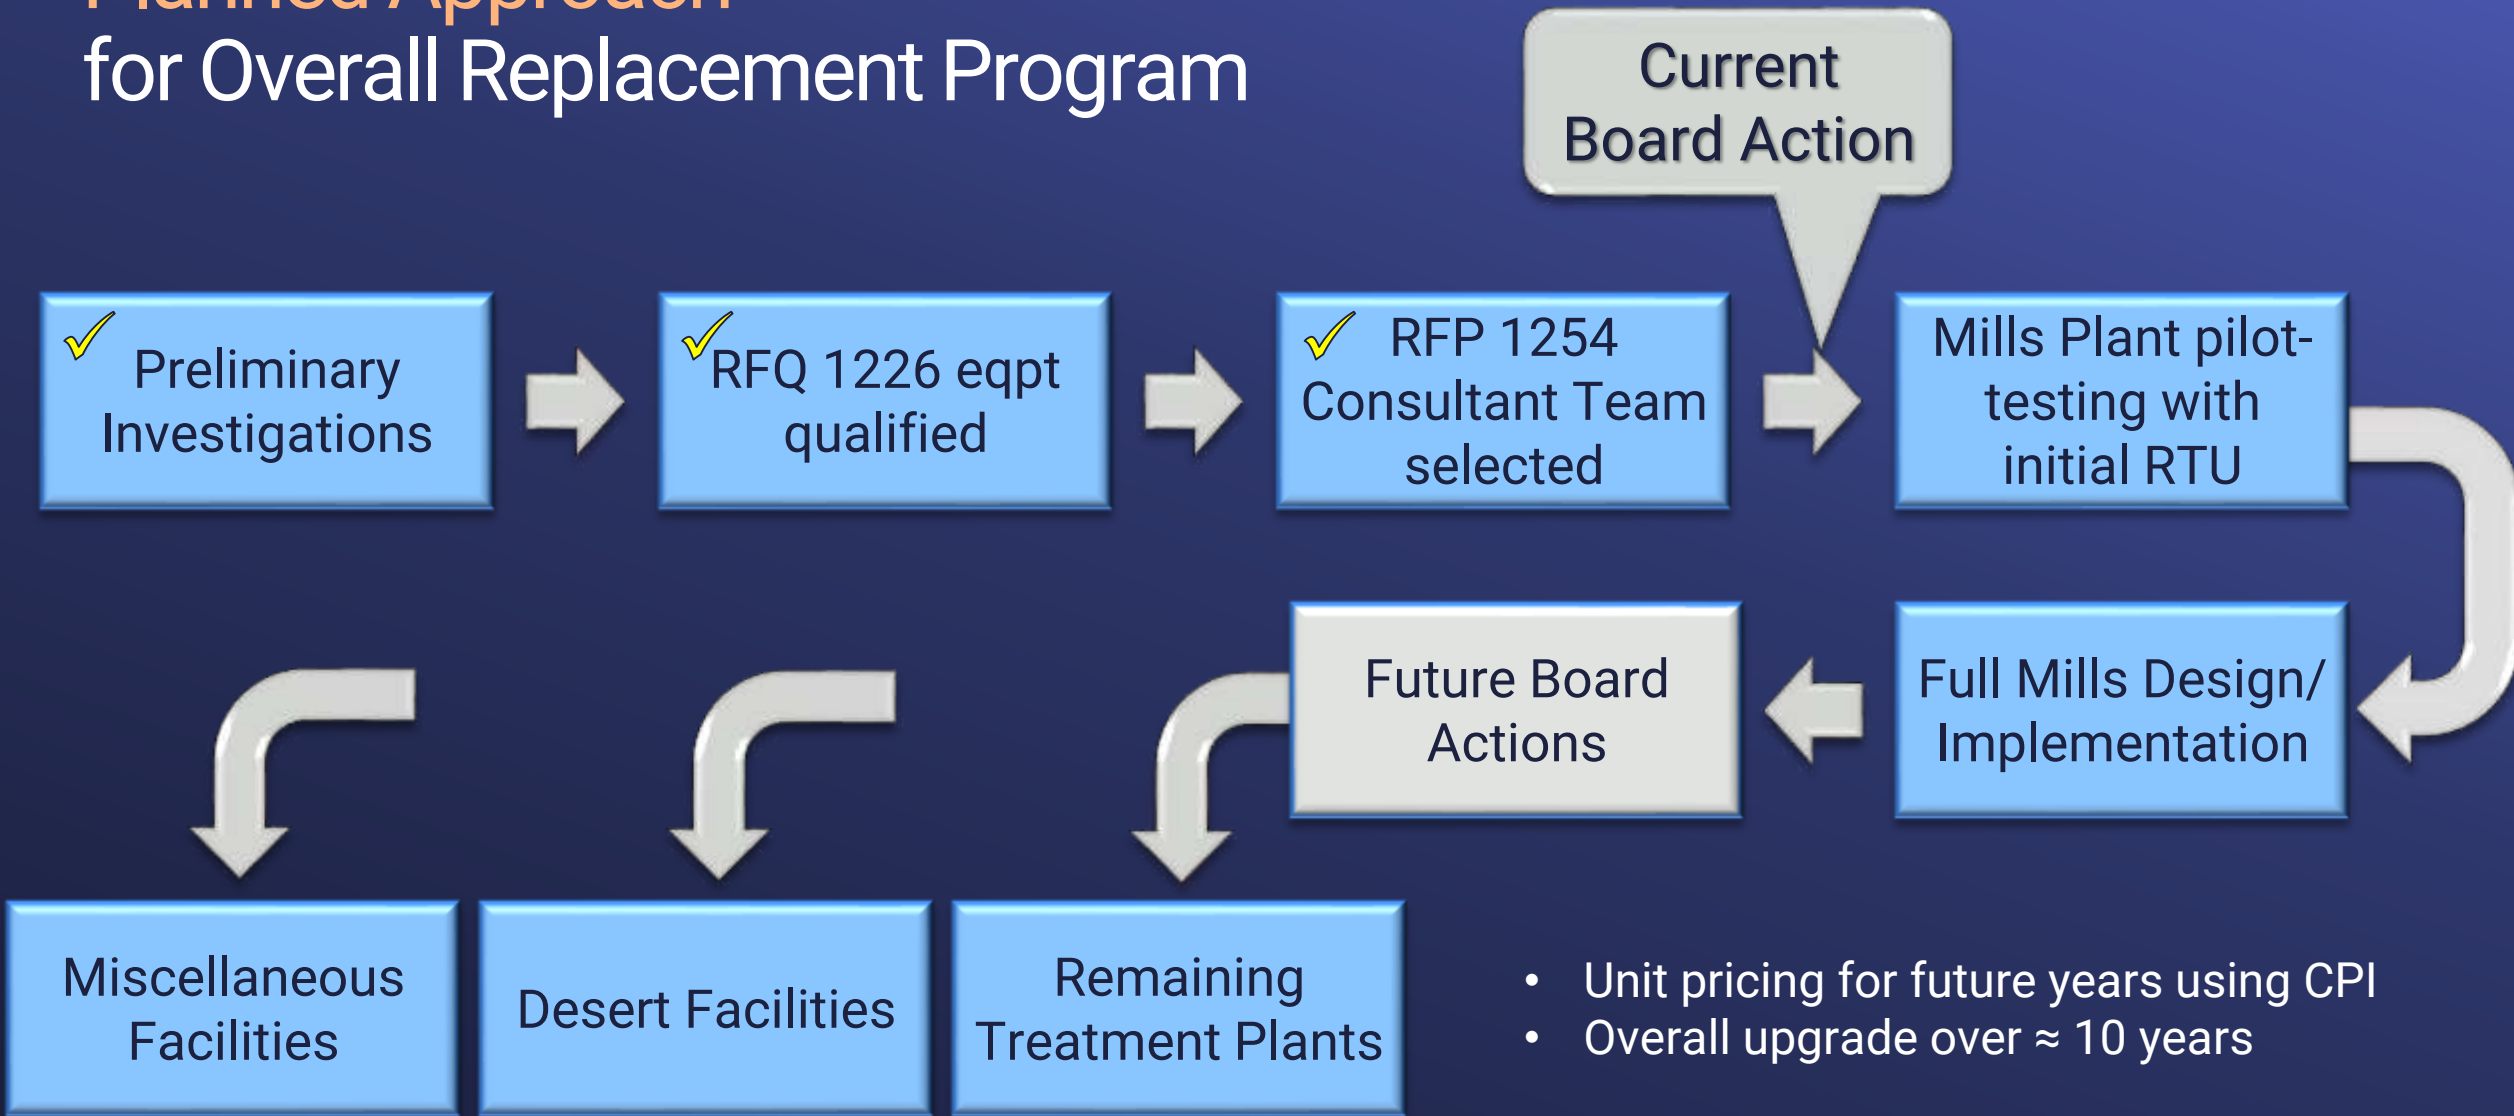 Planned Approach
for Overall Replacement Program
Current
Board Action
Preliminary
Investigations
RFQ 1226 eqpt
qualified
RFP 1254
Consultant Team
selected
Mills Plant pilot-
testing with
initial RTU
Full Mills Design/
Implementation
Future Board
Actions
Remaining
Treatment Plants
Desert Facilities
Miscellaneous
Facilities
• Unit pricing for future years using CPI
• Overall upgrade over ≈ 10 years